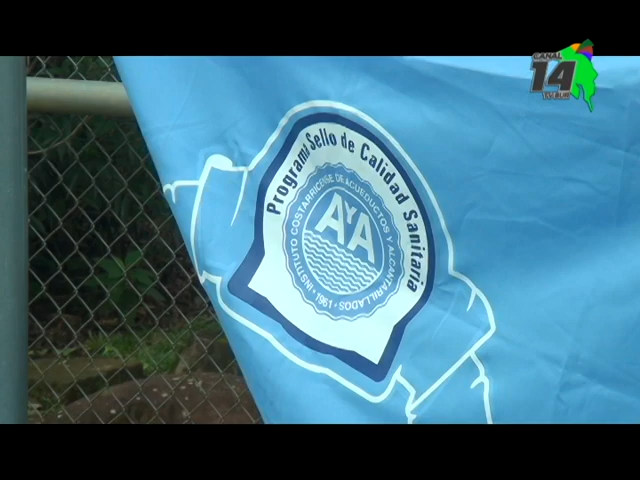 CANAL
14
Programa Sello de Calidad Sanitaria
INSTITUTO COSTARRICENSE DE ACUEDUCTOS Y ALCANTARILLADOS
AYA
1961